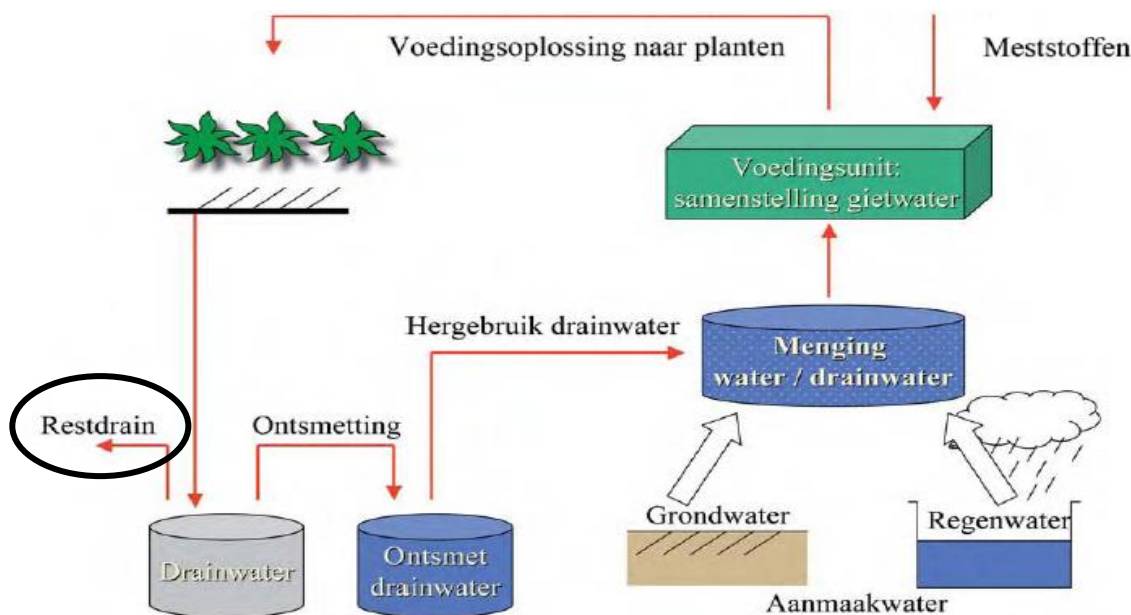 Voedingsoplossing naar planten
Meststoffen
Voedingsunit:
samenstelling gietwater
Hergebruik drainwater
Menging
water / drainwater
Restdrain
Ontsmetting
Grondwater
Regenwater
Drainwater
Ontsmet
drainwater
Aanmaakwater